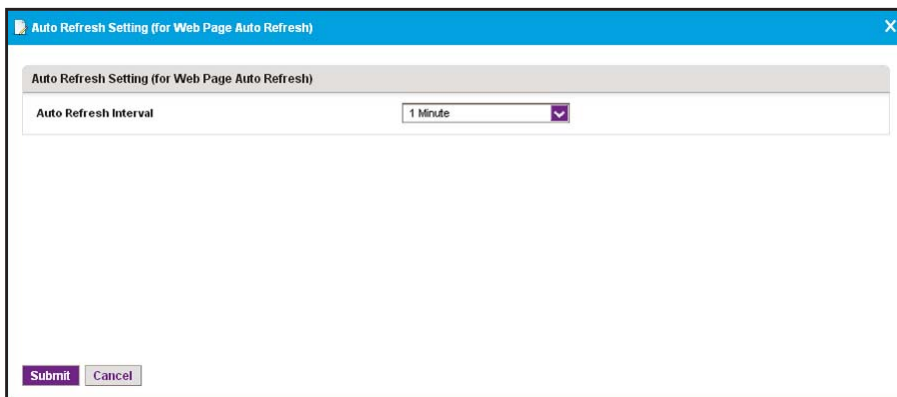 Auto Refresh Setting (for Web Page Auto Refresh)
X
Auto Refresh Setting (for Web Page Auto Refresh)
Auto Refresh Interval 1 Minute
Submit Cancel